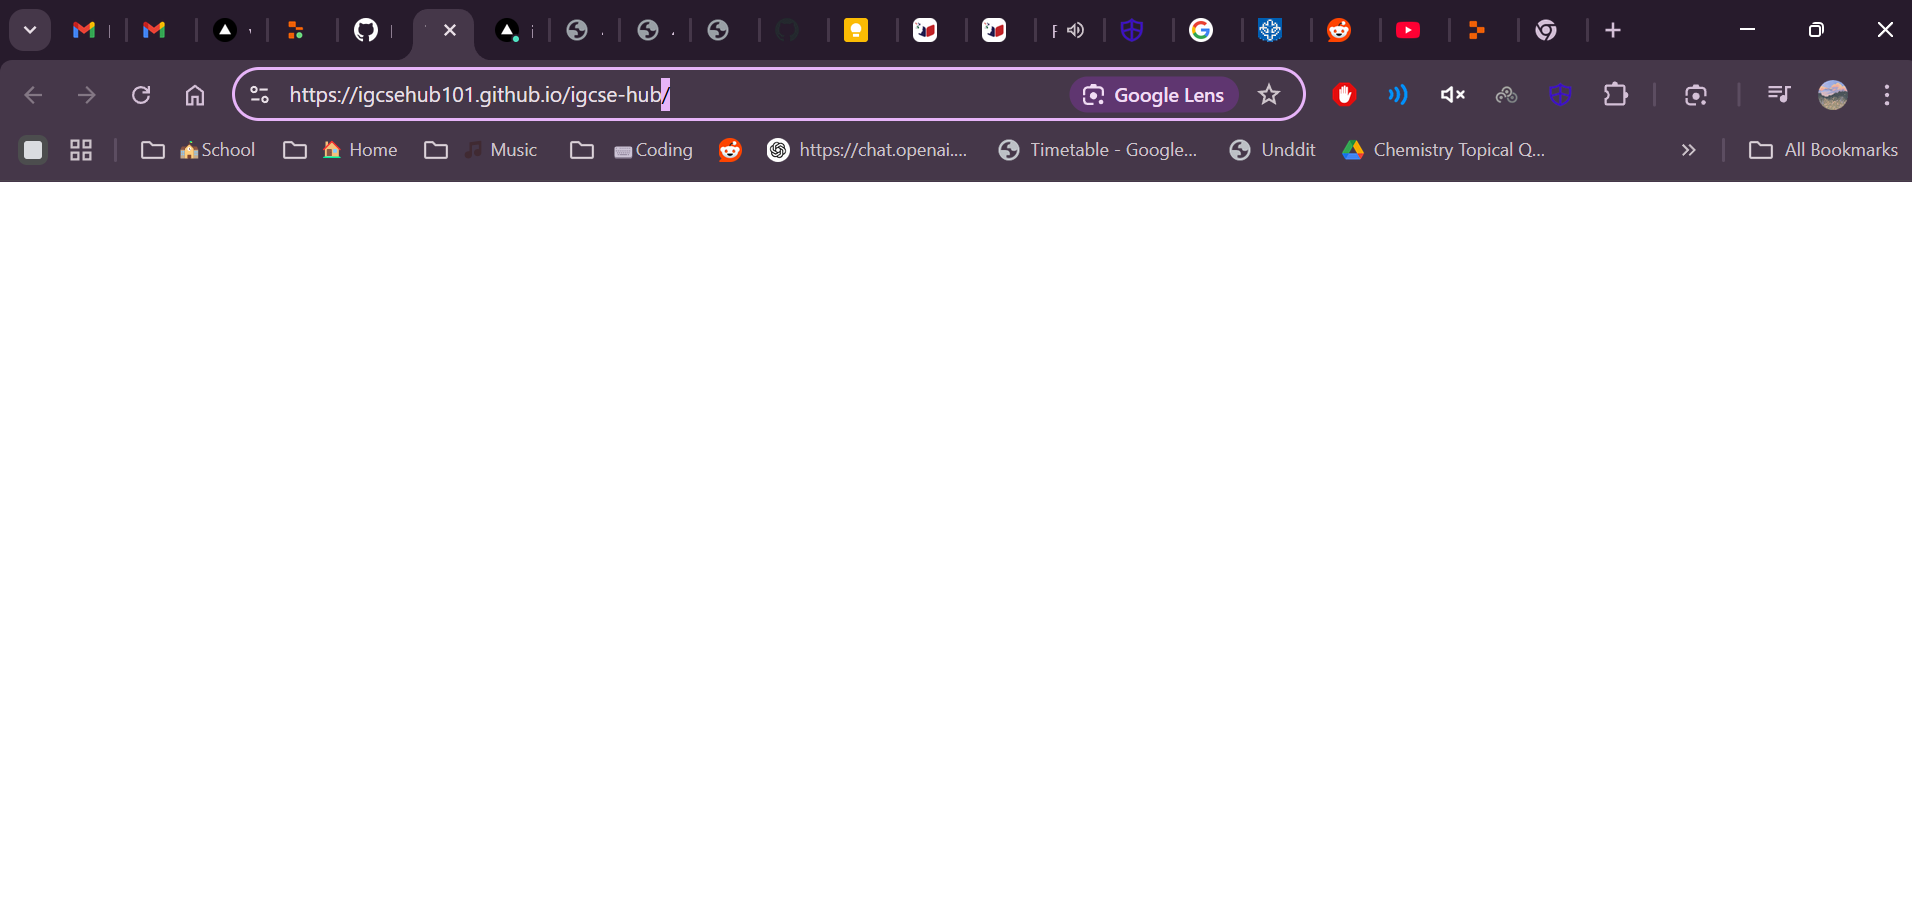 https://igcsehub101.github.io/igcse-hub/
Google Lens
School
Home
Music
Coding
https://chat.openai....
Timetable - Google...
Unddit
Chemistry Topical Q...
All Bookmarks